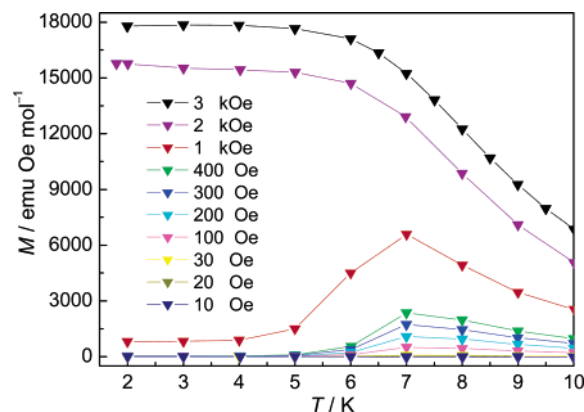 18000
15000
12000
9000
6000
3000
0
M / emu Oe mol⁻¹
3 kOe
2 kOe
1 kOe
400 Oe
300 Oe
200 Oe
100 Oe
30 Oe
20 Oe
10 Oe
2 3 4 5 6 7 8 9 10
T / K